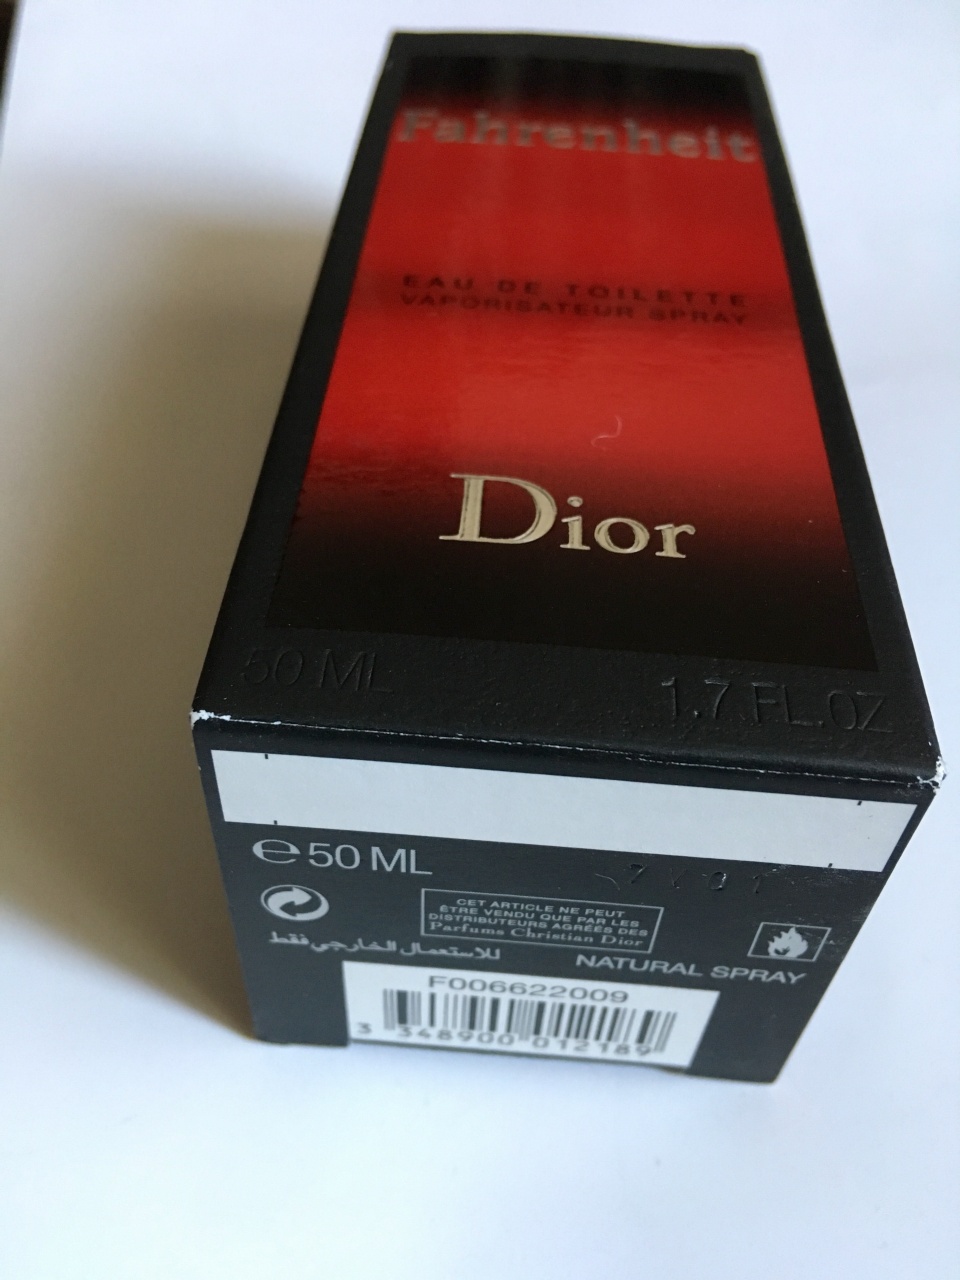 Fahrenheit
EAU DE TOILETTE
VAPORISATEUR SPRAY
Dior
50 ML
1.7 FL.OZ
e 50 ML
CET ARTICLE NE PEUT
ÊTRE VENDU QUE PAR LES
DISTRIBUTEURS AGRÉÉS DES
Parfums Christian Dior
للاستعمال الخارجي فقط
NATURAL SPRAY
F006622009
3 348900 012189